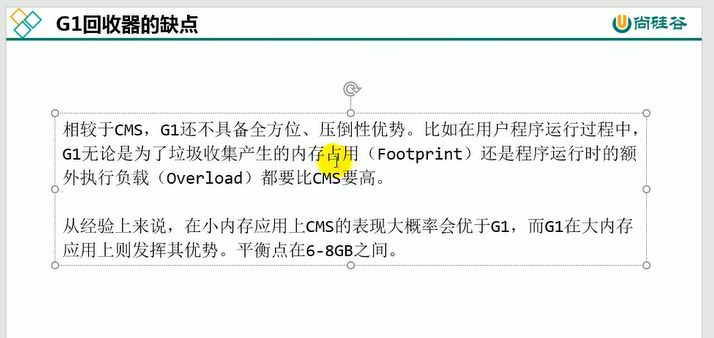 G1回收器的缺点
尚硅谷
相较于CMS，G1还不具备全方位、压倒性优势。比如在用户程序运行过程中，
G1无论是为了垃圾收集产生的内存占用（Footprint）还是程序运行时的额
外执行负载（Overload）都要比CMS要高。
从经验上来说，在小内存应用上CMS的表现大概率会优于G1，而G1在大内存
应用上则发挥其优势。平衡点在6-8GB之间。